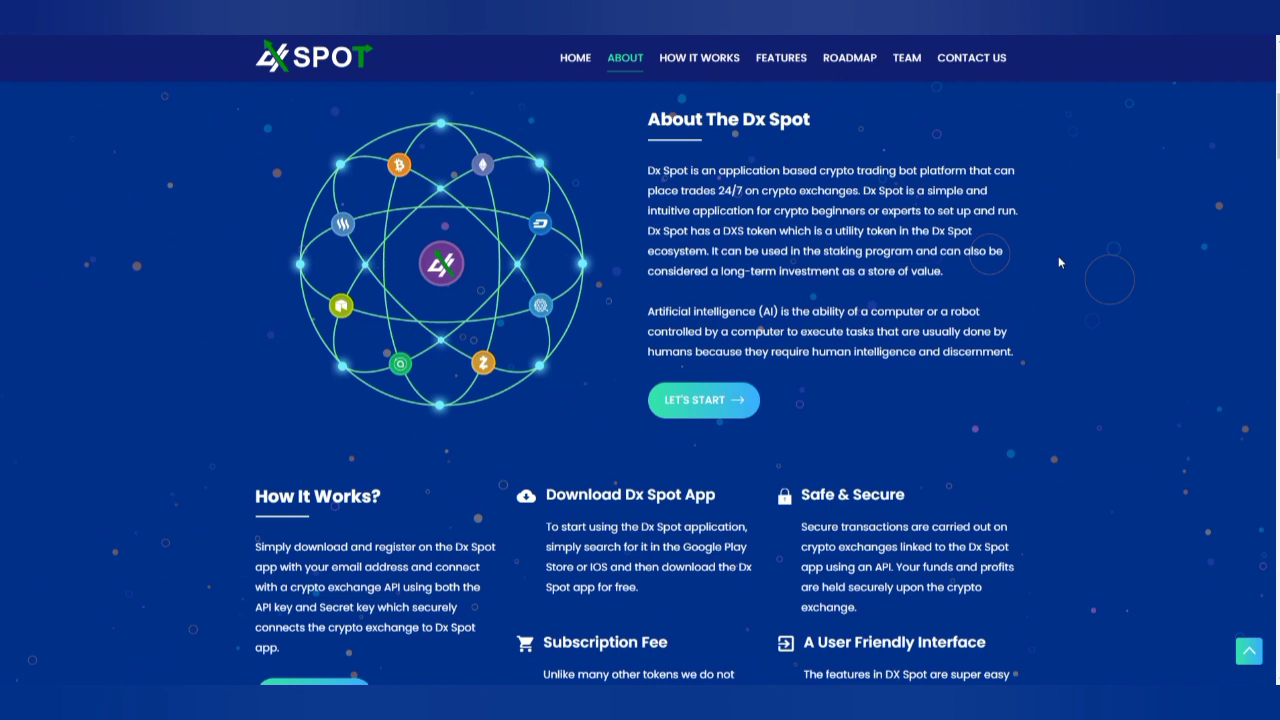 DX SPOT
HOME ABOUT HOW IT WORKS FEATURES ROADMAP TEAM CONTACT US
About The Dx Spot
Dx Spot is an application based crypto trading bot platform that can
place trades 24/7 on crypto exchanges. Dx Spot is a simple and
intuitive application for crypto beginners or experts to set up and run.
Dx Spot has a DXS token which is a utility token in the Dx Spot
ecosystem. It can be used in the staking program and can also be
considered a long-term investment as a store of value.
Artificial intelligence (AI) is the ability of a computer or a robot
controlled by a computer to execute tasks that are usually done by
humans because they require human intelligence and discernment.
LET'S START
How It Works?
Simply download and register on the Dx Spot
app with your email address and connect
with a crypto exchange API using both the
API key and Secret key which securely
connects the crypto exchange to Dx Spot
app.
Download Dx Spot App
To start using the Dx Spot application,
simply search for it in the Google Play
Store or IOS and then download the Dx
Spot app for free.
Safe & Secure
Secure transactions are carried out on
crypto exchanges linked to the Dx Spot
app using an API. Your funds and profits
are held securely upon the crypto
exchange.
Subscription Fee
Unlike many other tokens we do not
A User Friendly Interface
The features in DX Spot are super easy